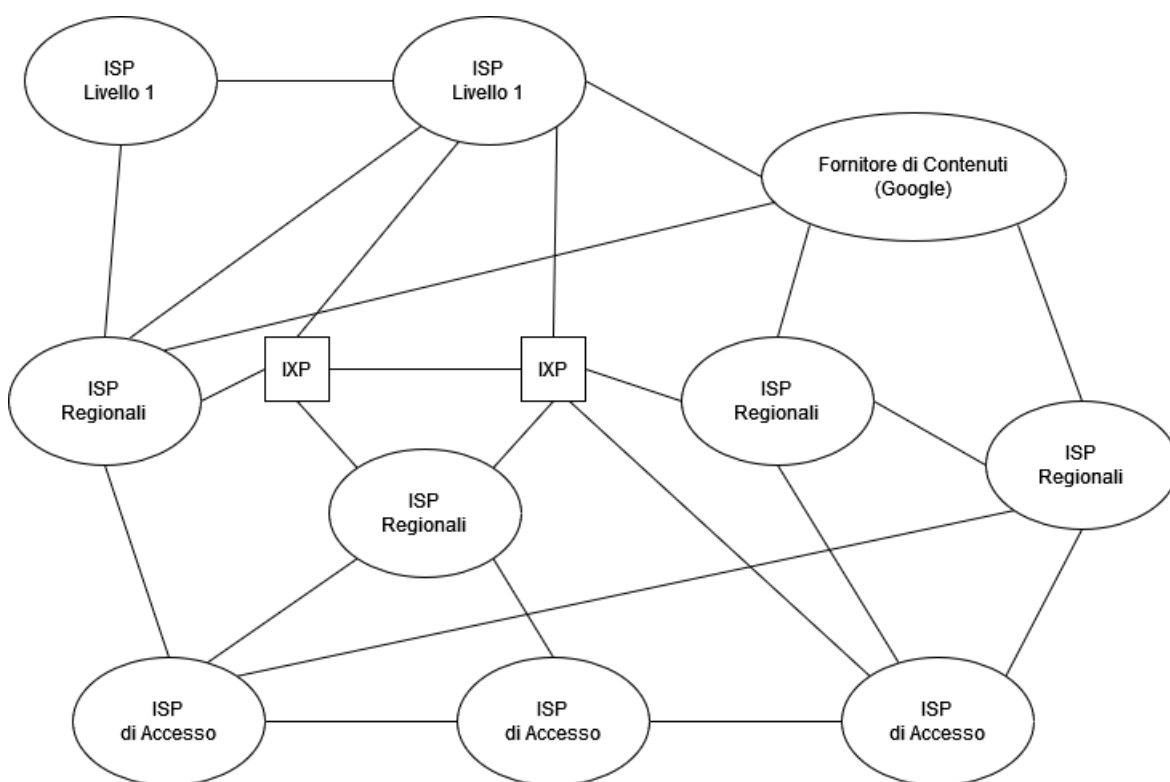 ISP
Livello 1
ISP
Livello 1
Fornitore di Contenuti
(Google)
ISP
Regionali
IXP
IXP
ISP
Regionali
ISP
Regionali
ISP
Regionali
ISP
di Accesso
ISP
di Accesso
ISP
di Accesso